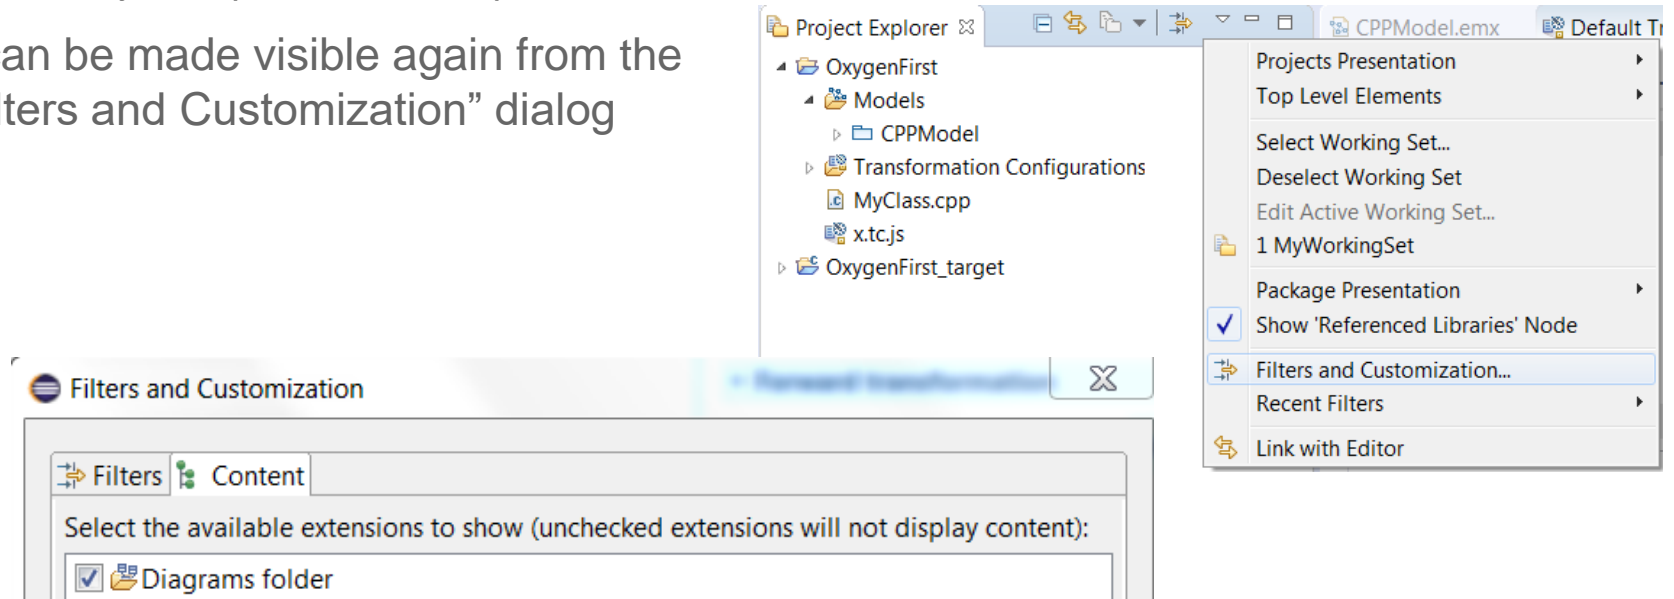 an be made visible again from the
lters and Customization” dialog
Project Explorer
CPPModel.emx
Default Tr
OxygenFirst
Models
CPPModel
Transformation Configurations
MyClass.cpp
x.tc.js
OxygenFirst_target
Projects Presentation
Top Level Elements
Select Working Set...
Deselect Working Set
Edit Active Working Set...
1 MyWorkingSet
Package Presentation
Show 'Referenced Libraries' Node
Filters and Customization...
Recent Filters
Link with Editor
Filters and Customization
Forward transformation
Filters
Content
Select the available extensions to show (unchecked extensions will not display content):
Diagrams folder